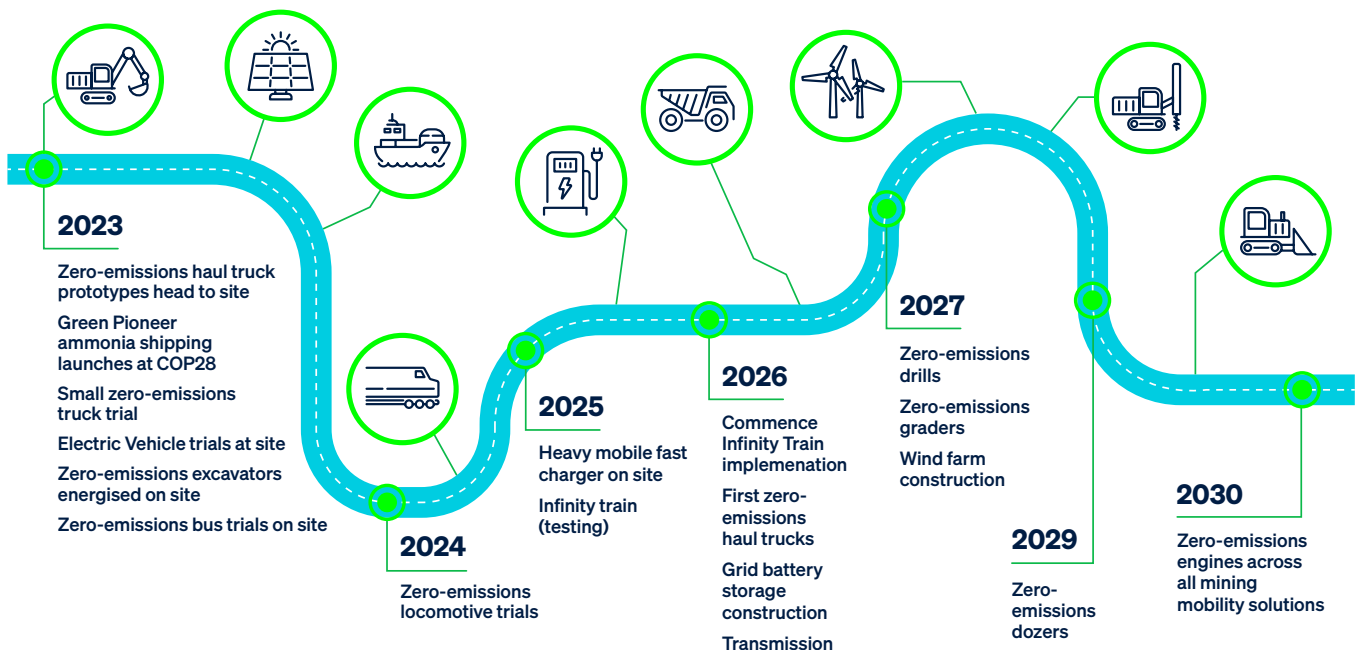 2023
Zero-emissions haul truck
prototypes head to site
Green Pioneer
ammonia shipping
launches at COP28
Small zero-emissions
truck trial
Electric Vehicle trials at site
Zero-emissions excavators
energised on site
Zero-emissions bus trials on site
2024
Zero-emissions
locomotive trials
2025
Heavy mobile fast
charger on site
Infinity train
(testing)
2026
Commence
Infinity Train
implemenation
First zero-
emissions
haul trucks
Grid battery
storage
construction
Transmission
2027
Zero-emissions
drills
Zero-emissions
graders
Wind farm
construction
2029
Zero-
emissions
dozers
2030
Zero-emissions
engines across
all mining
mobility solutions